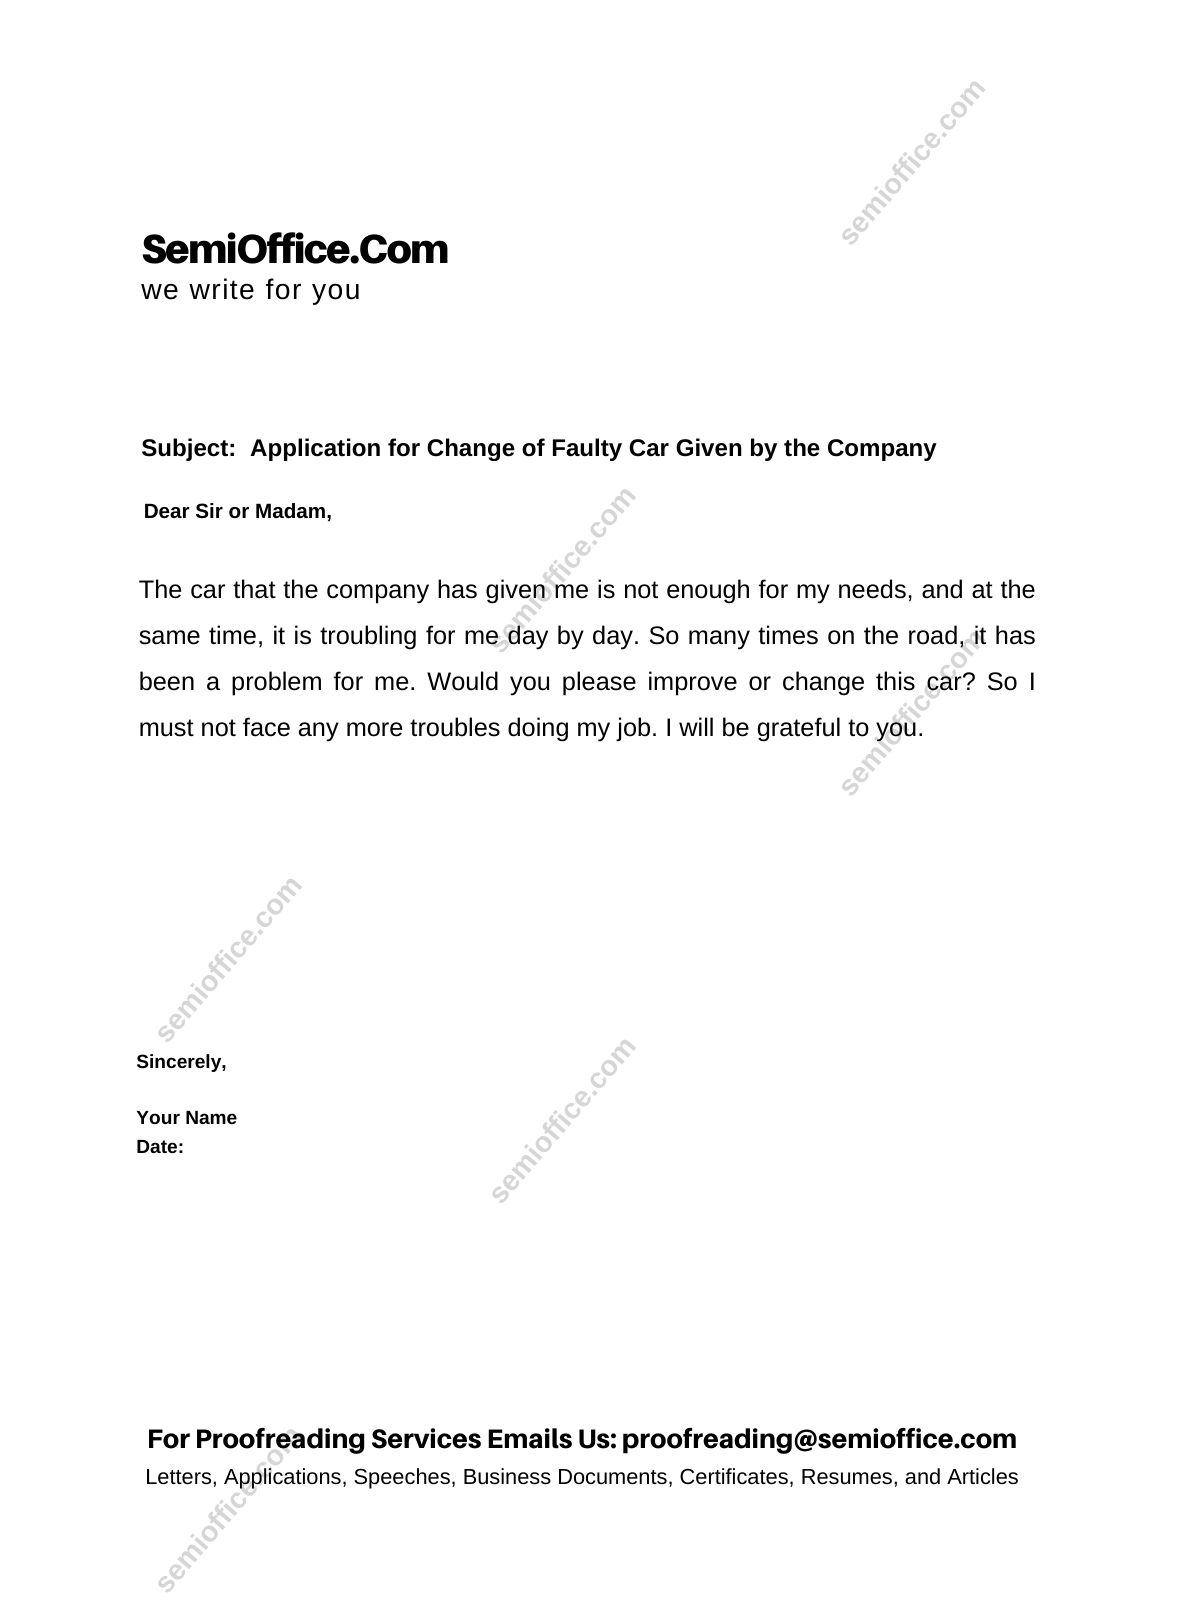 semioffice.com
SemiOffice.Com
we write for you
Subject: Application for Change of Faulty Car Given by the Company
semioffice.com
Dear Sir or Madam,
The car that the company has given me is not enough for my needs, and at the
same time, it is troubling for me day by day. So many times on the road, it has
semioffice.com
been a problem for me. Would you please improve or change this car? So I
must not face any more troubles doing my job. I will be grateful to you.
semioffice.com
Sincerely,
semioffice.com
Your Name
Date:
For Proofreading Services Emails Us: proofreading@semioffice.com
semioffice.com
Letters, Applications, Speeches, Business Documents, Certificates, Resumes, and Articles